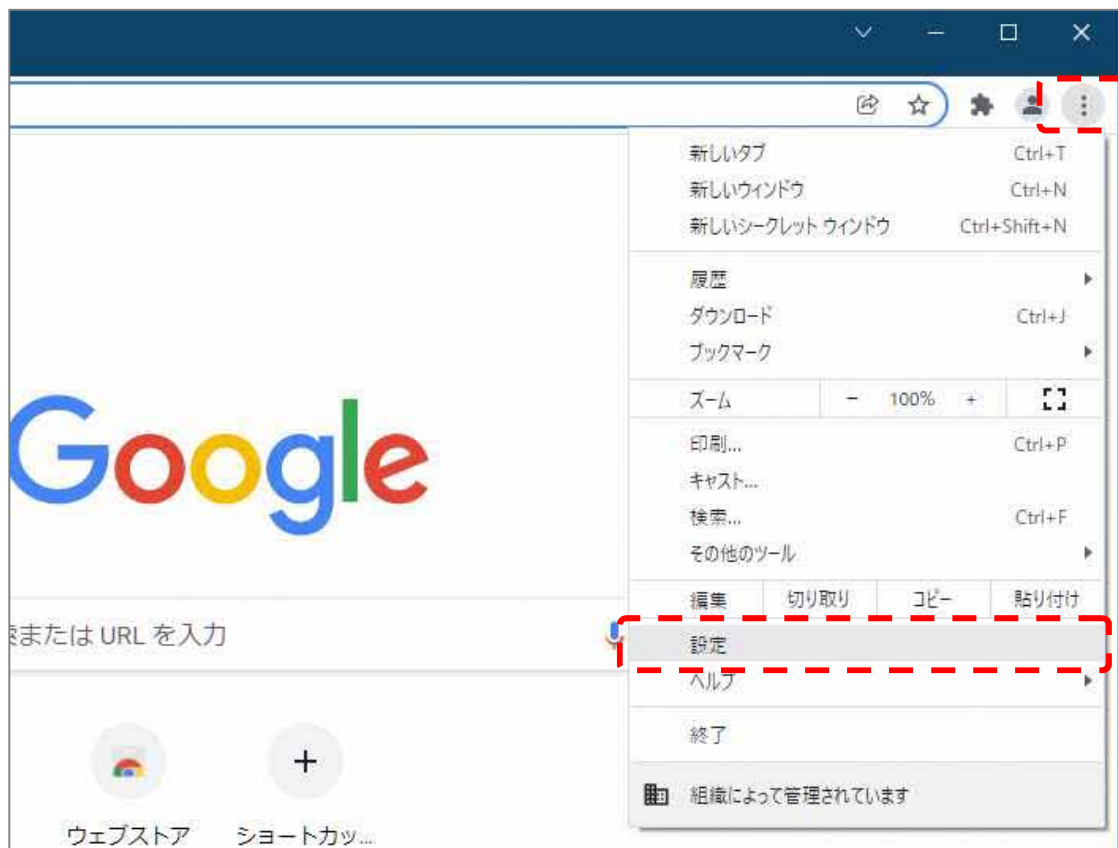 新しいタブ Ctrl+T
新しいウィンドウ Ctrl+N
新しいシークレット ウィンドウ Ctrl+Shift+N
履歴
ダウンロード Ctrl+J
ブックマーク
ズーム - 100% +
印刷... Ctrl+P
キャスト...
検索... Ctrl+F
その他のツール
編集 切り取り コピー 貼り付け
設定
ヘルプ
終了
組織によって管理されています
Google
または URL を入力
ウェブストア ショートカッ...